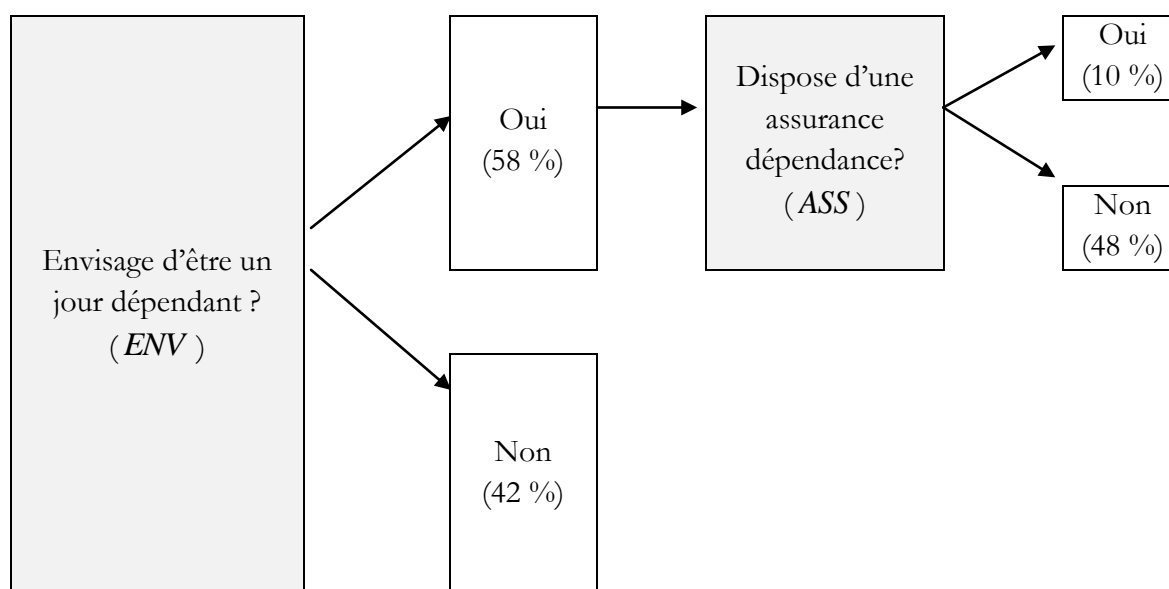 Envisage d'être un
jour dépendant ?
( ENV )
Oui
(58 %)
Non
(42 %)
Dispose d'une
assurance
dépendance?
( ASS )
Oui
(10 %)
Non
(48 %)